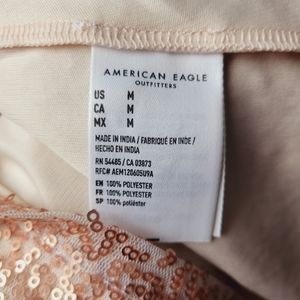 AMERICAN EAGLE
OUTFITTERS
US M
CA M
MX M
MADE IN INDIA / FABRIQUÉ EN INDE /
HECHO EN INDIA
RN 54485 / CA 03873
RFC# AEM120605U9A
EN 100% POLYESTER
FR 100% POLYESTER
SP 100% poliéster